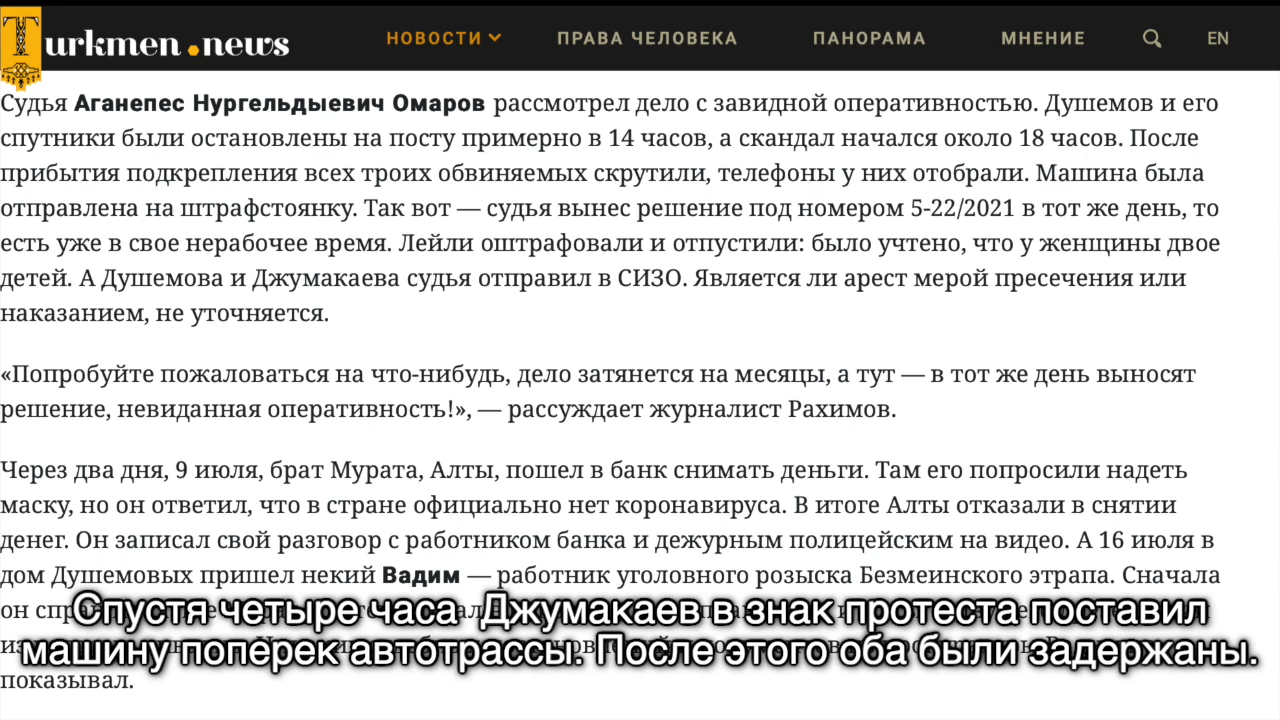 Turkmen.news
НОВОСТИ
ПРАВА ЧЕЛОВЕКА
ПАНОРАМА
МНЕНИЕ
EN
Судья Аганепес Нургельдыевич Омаров рассмотрел дело с завидной оперативностью. Душемов и его
спутники были остановлены на посту примерно в 14 часов, а скандал начался около 18 часов. После
прибытия подкрепления всех троих обвиняемых скрутили, телефоны у них отобрали. Машина была
отправлена на штрафстоянку. Так вот — судья вынес решение под номером 5-22/2021 в тот же день, то
есть уже в свое нерабочее время. Лейли оштрафовали и отпустили: было учтено, что у женщины двое
детей. А Душемова и Джумакаева судья отправил в СИЗО. Является ли арест мерой пресечения или
наказанием, не уточняется.
«Попробуйте пожаловаться на что-нибудь, дело затянется на месяцы, а тут — в тот же день выносят
решение, невиданная оперативность!», — рассуждает журналист Рахимов.
Через два дня, 9 июля, брат Мурата, Алты, пошел в банк снимать деньги. Там его попросили надеть
маску, но он ответил, что в стране официально нет коронавируса. В итоге Алты отказали в снятии
денег. Он записал свой разговор с работником банка и дежурным полицейским на видео. А 16 июля в
дом Душемовых пришел некий Вадим — работник уголовного розыска Безмеинского этрапа. Сначала
он
Спустя четыре часа Джумакаев в знак протеста поставил
машину поперек автотрассы. После этого оба были задержаны.
показывал.